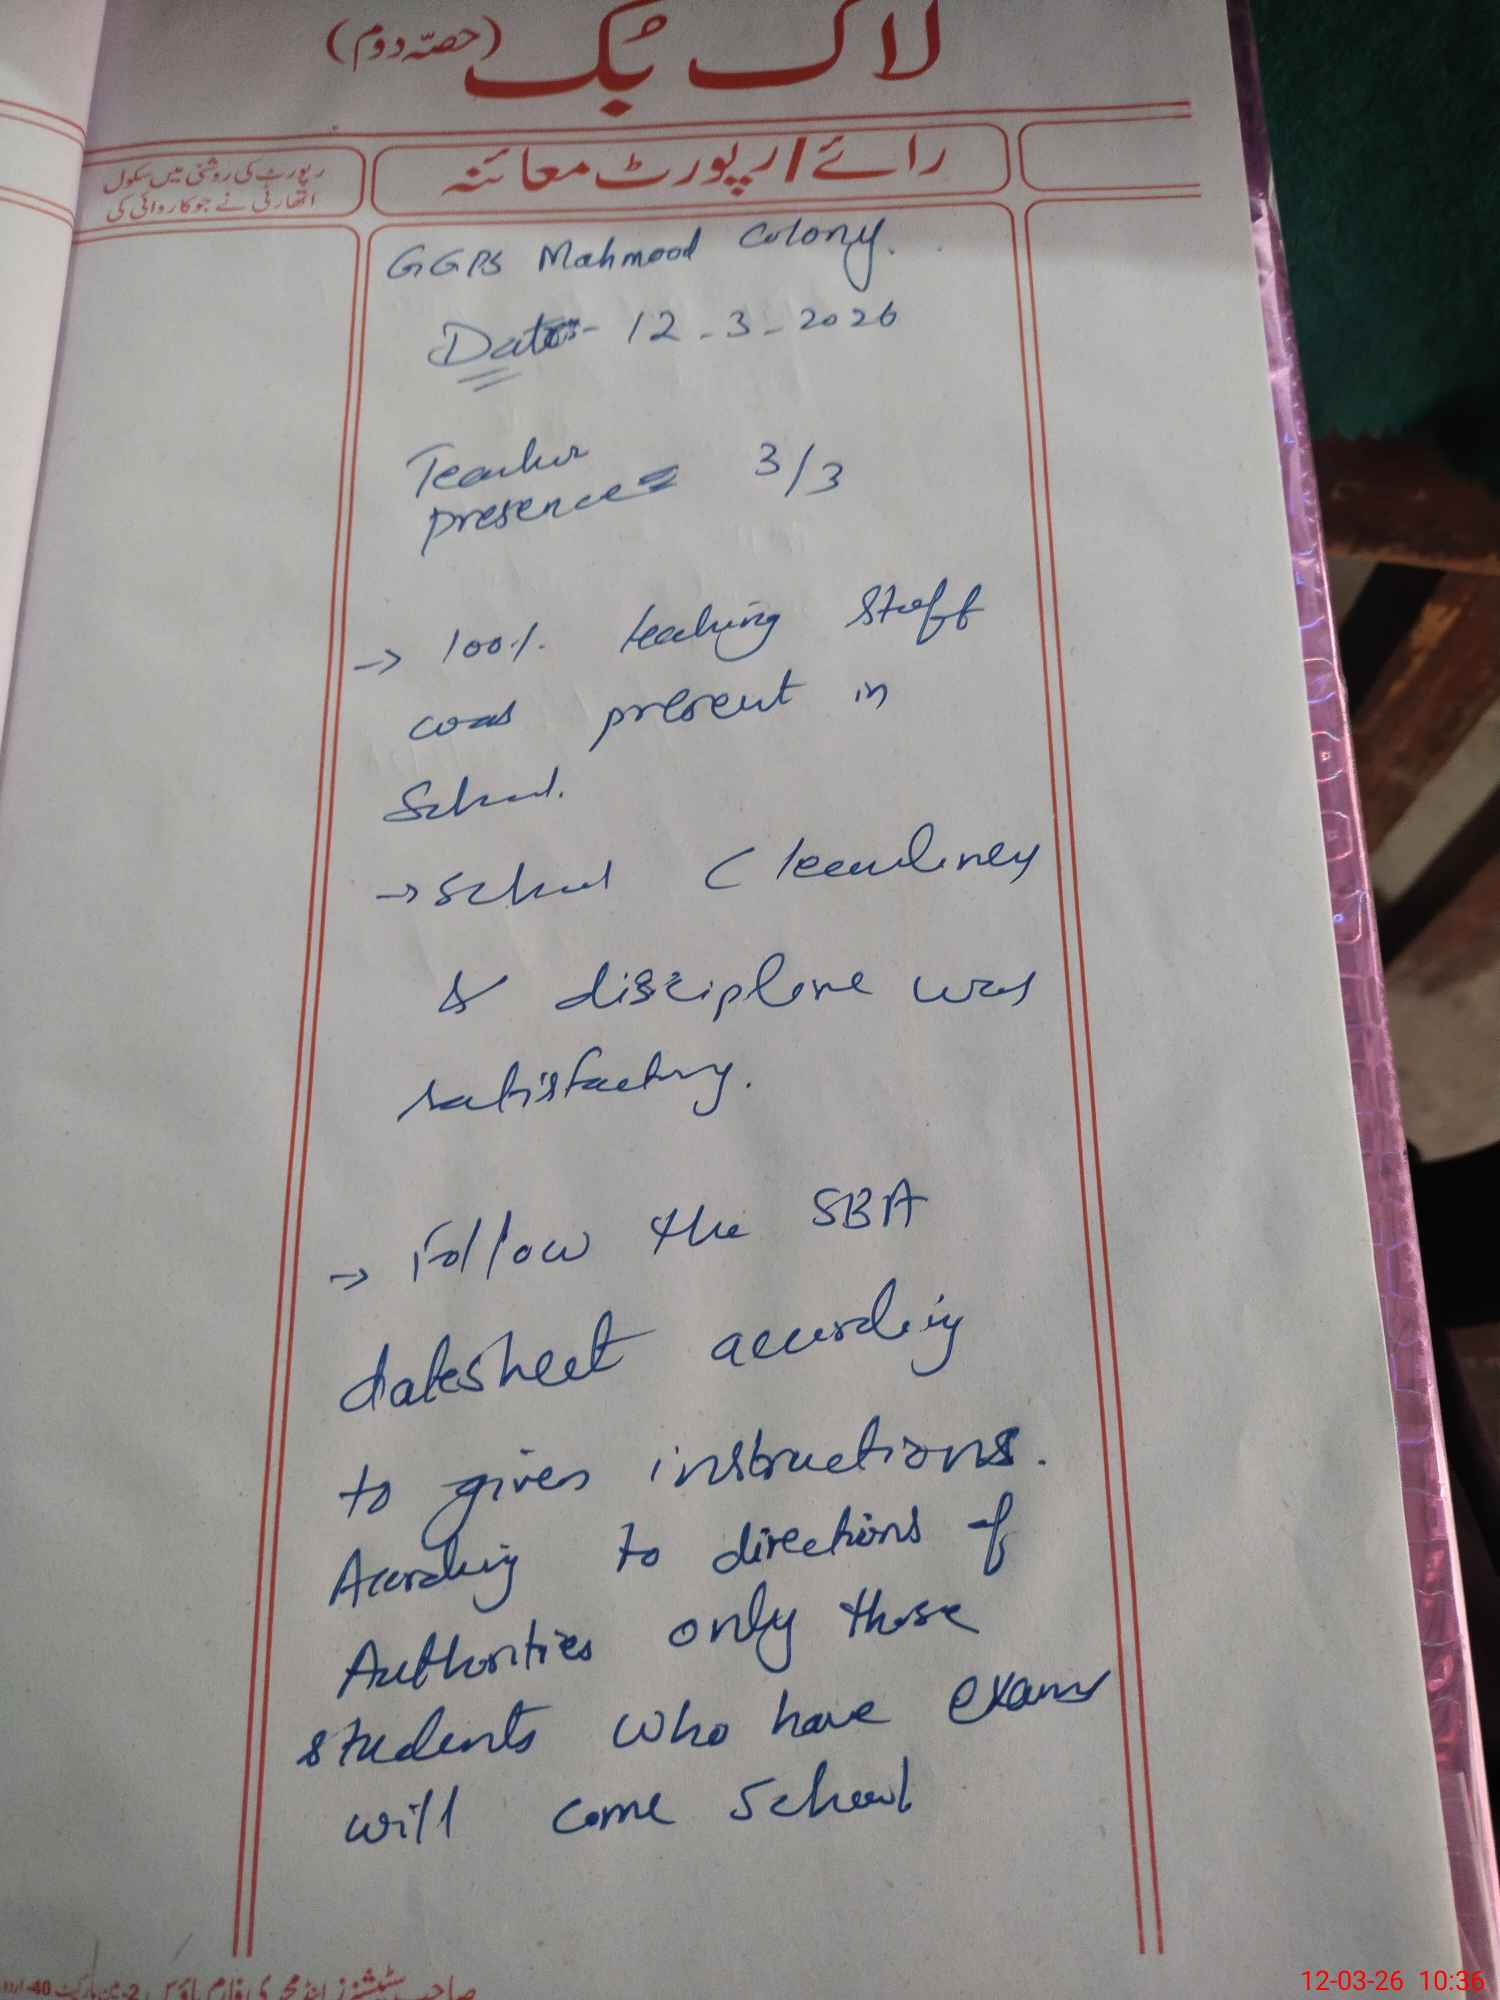 لاگ بُک (حصّہ دوم)
رائے / رپورٹ معائنہ
رپورٹ کی روشنی میں سکول
اتھارٹی نے جو کاروائی کی
GGPS Mahmood Colony.
Date:- 12-3-2026
Teacher
presence = 3/3
→ 100% teaching staff
was present in
School.
→ School Cleanliness
& discipline was
satisfactory.
→ Follow the SBA
datesheet according
to given instructions.
According to directions of
Authorities only those
students who have exams
will come School
12-03-26 10:36